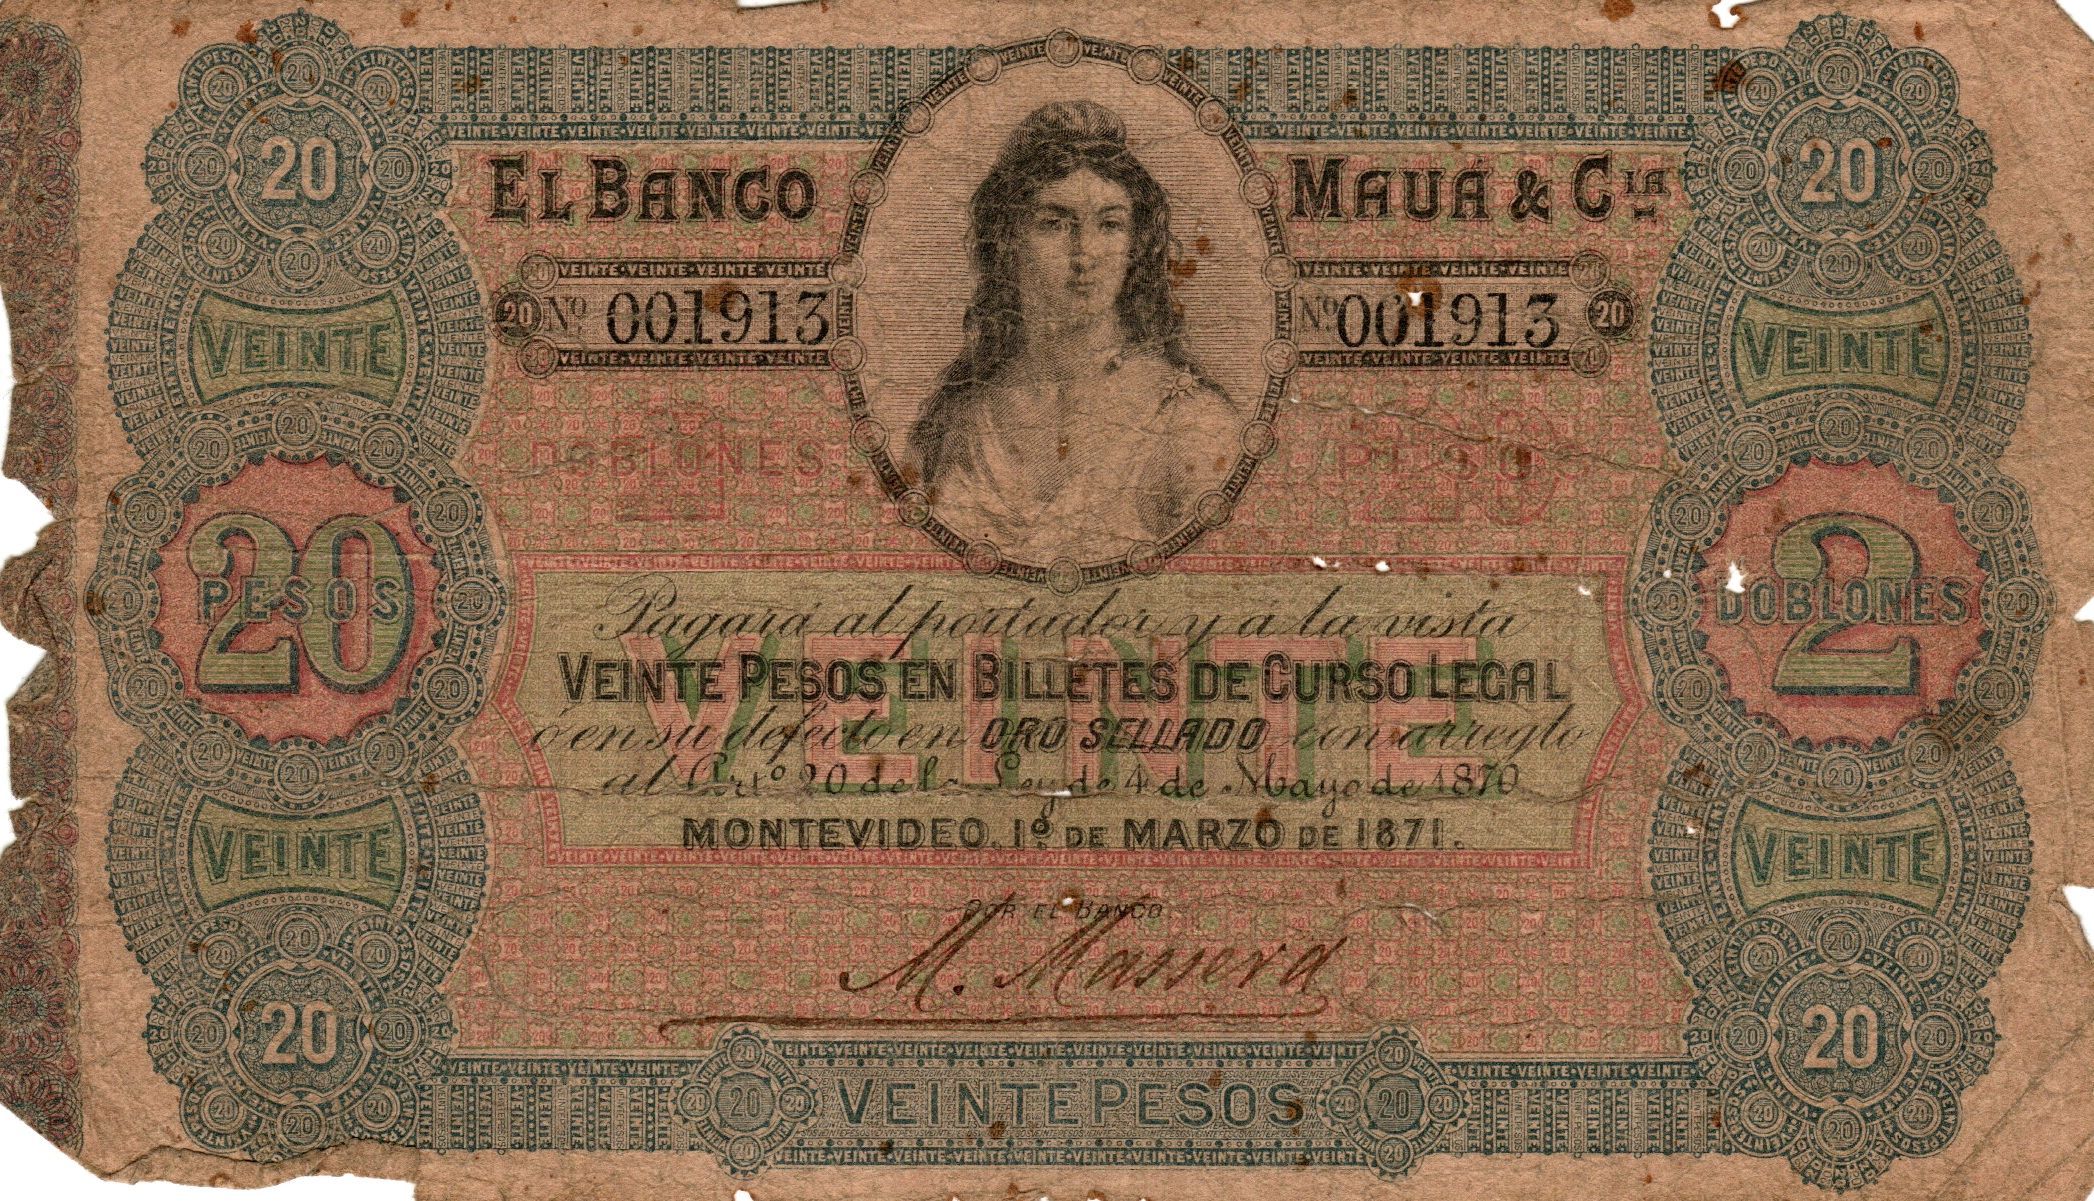 20 20
EL BANCO MAUÁ & CIA
VEINTE·VEINTE·VEINTE·VEINTE VEINTE·VEINTE·VEINTE·VEINTE
20 Nº 001913 Nº 001913 20
VEINTE·VEINTE·VEINTE·VEINTE VEINTE·VEINTE·VEINTE·VEINTE
VEINTE VEINTE
DOBLONES PESOS
2 20
20 PESOS 2 DOBLONES
Pagará al portador y á la vista
VEINTE
VEINTE PESOS EN BILLETES DE CURSO LEGAL
ó en su defecto en ORO SELLADO con arreglo
al Artº 20 de la Ley de 4 de Mayo de 1870
MONTEVIDEO, 1º DE MARZO DE 1871.
VEINTE VEINTE
POR EL BANCO
M. Massera
20 20
20 VEINTE PESOS 20